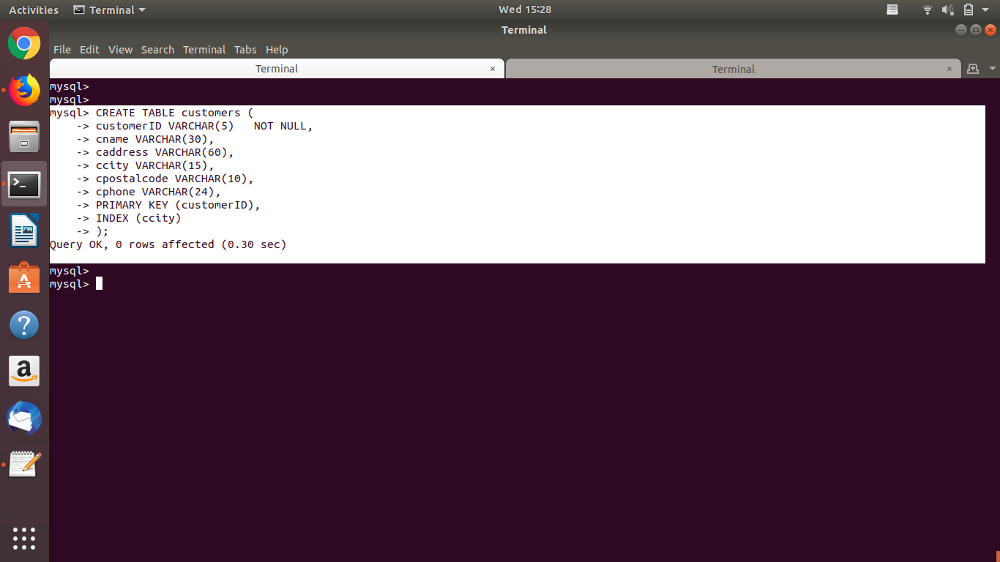 Activities Terminal Wed 15:28
Terminal
File Edit View Search Terminal Tabs Help
Terminal × Terminal ×
mysql>
mysql>
mysql> CREATE TABLE customers (
    -> customerID VARCHAR(5)   NOT NULL,
    -> cname VARCHAR(30),
    -> caddress VARCHAR(60),
    -> ccity VARCHAR(15),
    -> cpostalcode VARCHAR(10),
    -> cphone VARCHAR(24),
    -> PRIMARY KEY (customerID),
    -> INDEX (ccity)
    -> );
Query OK, 0 rows affected (0.30 sec)
mysql>
mysql>
>_
A
?
a